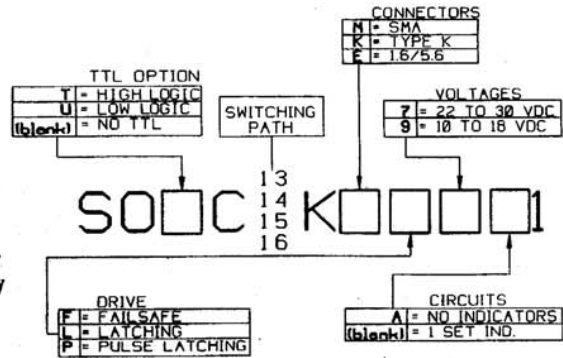 CONNECTORS
M = SMA
K = TYPE K
E = 1.6/5.6
TTL OPTION
T = HIGH LOGIC
U = LOW LOGIC
(blank) = NO TTL
SWITCHING
PATH
VOLTAGES
7 = 22 TO 30 VDC
9 = 10 TO 18 VDC
13
14
15
16
SO□C K□□□□1
DRIVE
F = FAILSAFE
L = LATCHING
P = PULSE LATCHING
CIRCUITS
A = NO INDICATORS
(blank) = 1 SET IND.